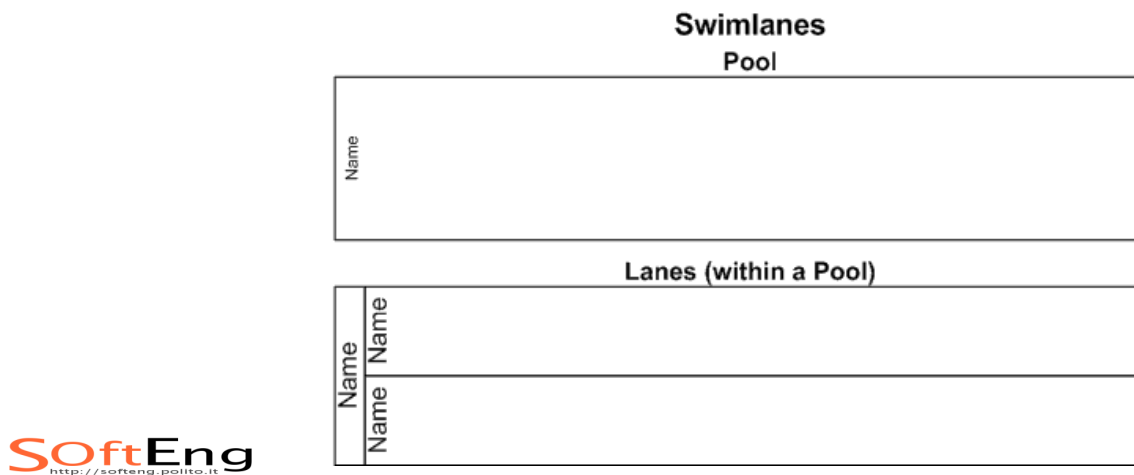 Swimlanes
Pool
Name
Lanes (within a Pool)
Name
Name
Name
SOftEng
http://softeng.polito.it